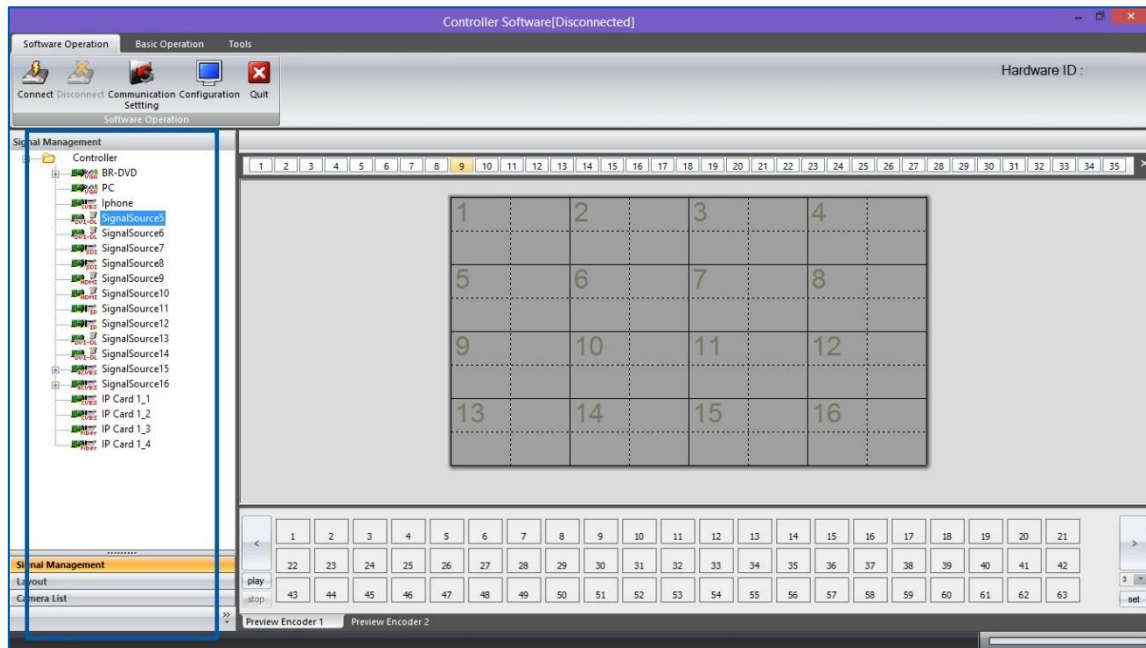 Controller Software[Disconnected]
Software Operation Basic Operation Tools
Connect Disconnect Communication Settting Configuration Quit
Software Operation
Hardware ID :
Signal Management
Controller
BR-DVD
PC
Iphone
SignalSource5
SignalSource6
SignalSource7
SignalSource8
SignalSource9
SignalSource10
SignalSource11
SignalSource12
SignalSource13
SignalSource14
SignalSource15
SignalSource16
IP Card 1_1
IP Card 1_2
IP Card 1_3
IP Card 1_4
Signal Management
Layout
Camera List
1 2 3 4 5 6 7 8 9 10 11 12 13 14 15 16 17 18 19 20 21 22 23 24 25 26 27 28 29 30 31 32 33 34 35
1 2 3 4
5 6 7 8
9 10 11 12
13 14 15 16
1 2 3 4 5 6 7 8 9 10 11 12 13 14 15 16 17 18 19 20 21
22 23 24 25 26 27 28 29 30 31 32 33 34 35 36 37 38 39 40 41 42
play 3
43 44 45 46 47 48 49 50 51 52 53 54 55 56 57 58 59 60 61 62 63
stop set
Preview Encoder 1 Preview Encoder 2